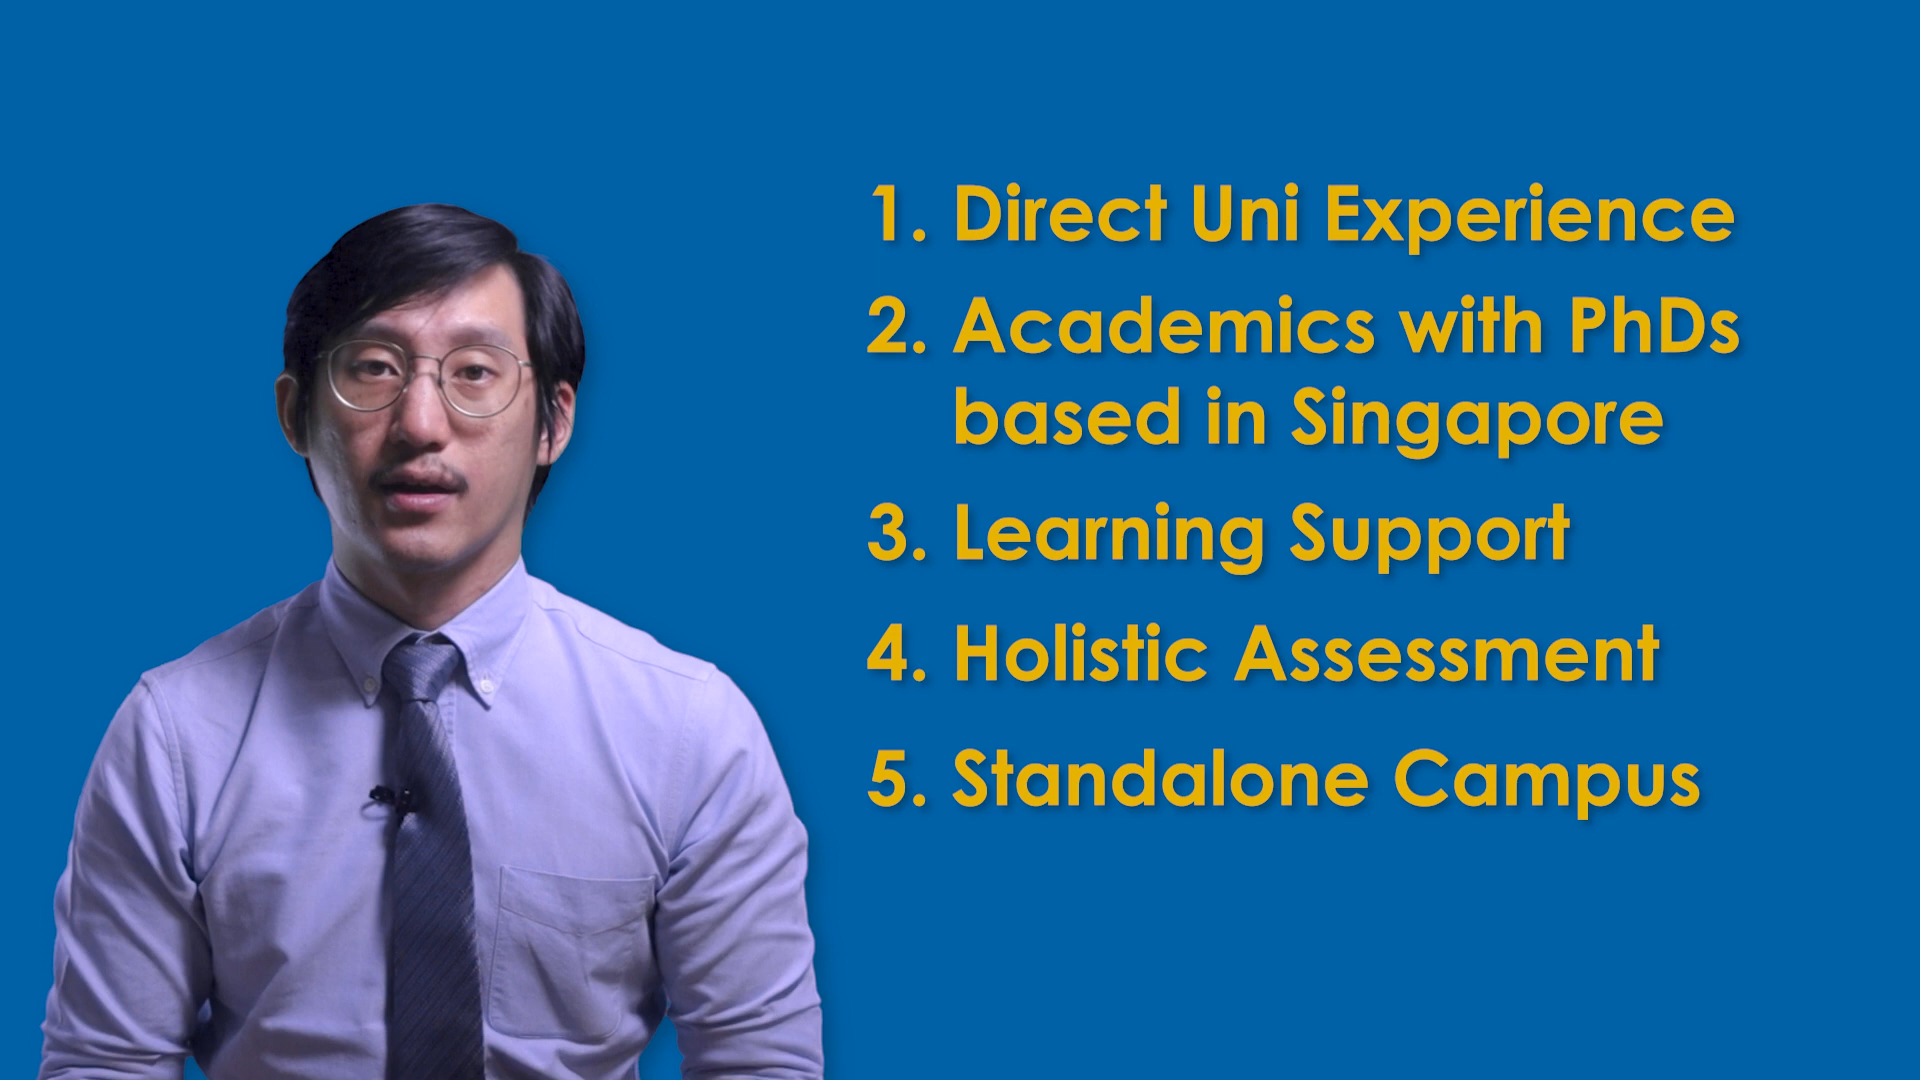 1. Direct Uni Experience
2. Academics with PhDs
based in Singapore
3. Learning Support
4. Holistic Assessment
5. Standalone Campus